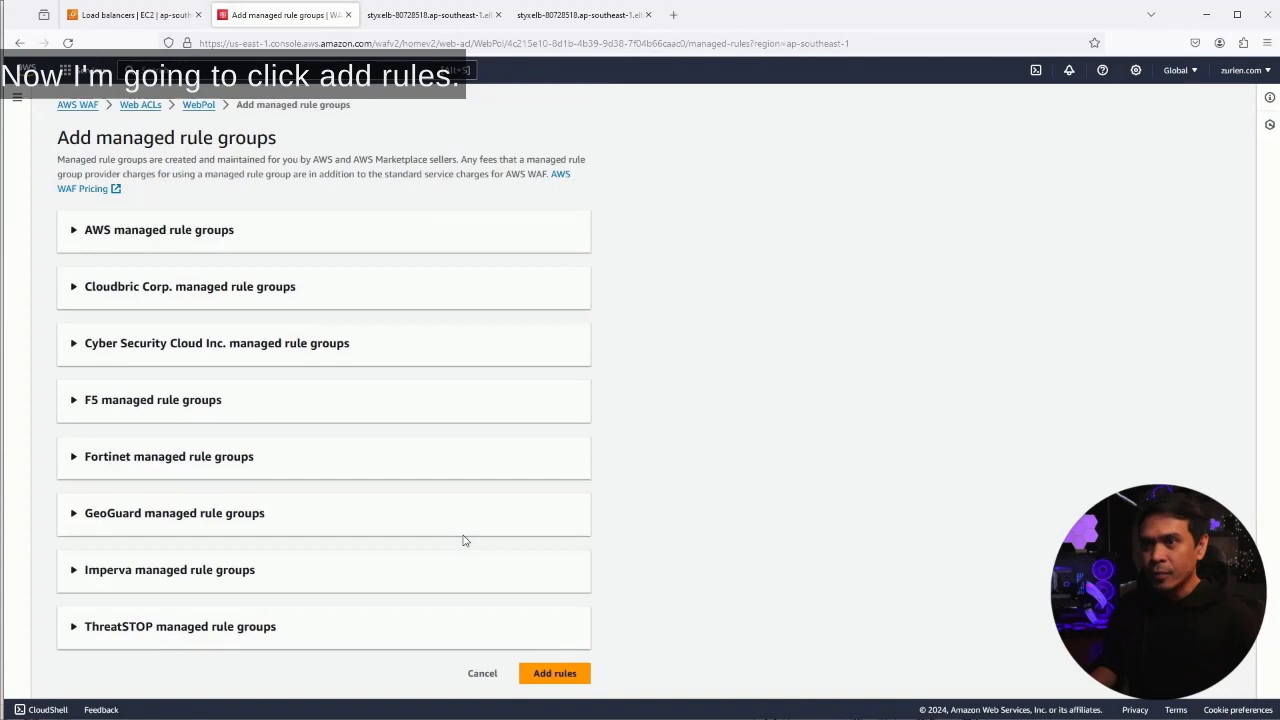 Load balancers | EC2 | ap-south
Add managed rule groups | WA
styxelb-80728518.ap-southeast-1.el
styxelb-80728518.ap-southeast-1.el
https://us-east-1.console.aws.amazon.com/wafv2/homev2/web-acl/WebPol/4c215e10-8d1b-4b39-9d38-7f04b66caac0/managed-rules?region=ap-southeast-1
Now I'm going to click add rules.
Global
zurien.com
AWS WAF > Web ACLs > WebPol > Add managed rule groups
Add managed rule groups
Managed rule groups are created and maintained for you by AWS and AWS Marketplace sellers. Any fees that a managed rule
group provider charges for using a managed rule group are in addition to the standard service charges for AWS WAF. AWS
WAF Pricing
AWS managed rule groups
Cloudbric Corp. managed rule groups
Cyber Security Cloud Inc. managed rule groups
F5 managed rule groups
Fortinet managed rule groups
GeoGuard managed rule groups
Imperva managed rule groups
ThreatSTOP managed rule groups
Cancel
Add rules
CloudShell
Feedback
© 2024, Amazon Web Services, Inc. or its affiliates.
Privacy
Terms
Cookie preferences